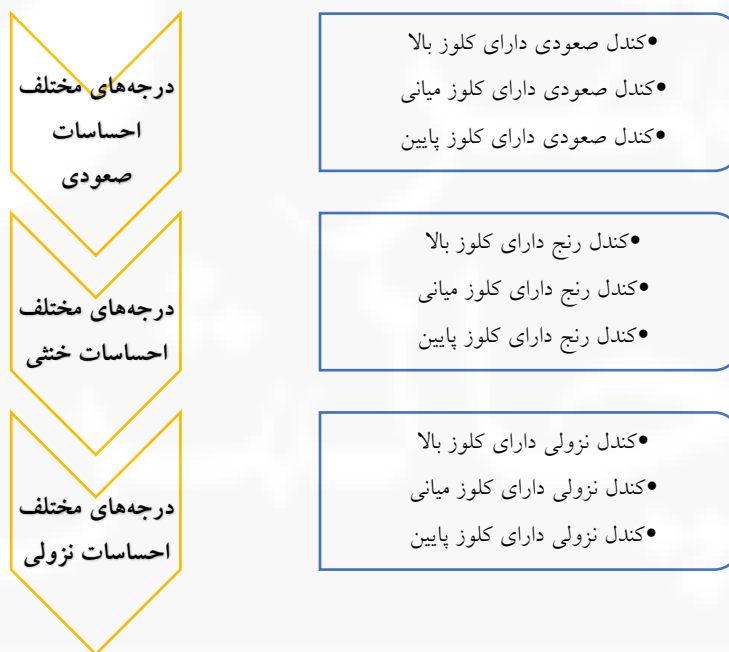 درجه‌های مختلف
احساسات
صعودی
•کندل صعودی دارای کلوز بالا
•کندل صعودی دارای کلوز میانی
•کندل صعودی دارای کلوز پایین
درجه‌های مختلف
احساسات خنثی
•کندل رنج دارای کلوز بالا
•کندل رنج دارای کلوز میانی
•کندل رنج دارای کلوز پایین
درجه‌های مختلف
احساسات نزولی
•کندل نزولی دارای کلوز بالا
•کندل نزولی دارای کلوز میانی
•کندل نزولی دارای کلوز پایین